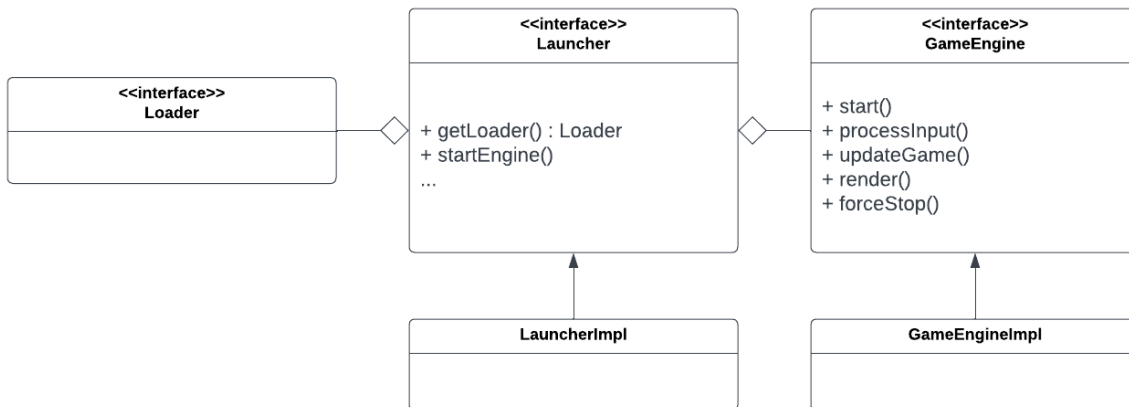 <<interface>>
Loader
<<interface>>
Launcher
+ getLoader() : Loader
+ startEngine()
...
<<interface>>
GameEngine
+ start()
+ processInput()
+ updateGame()
+ render()
+ forceStop()
LauncherImpl
GameEngineImpl